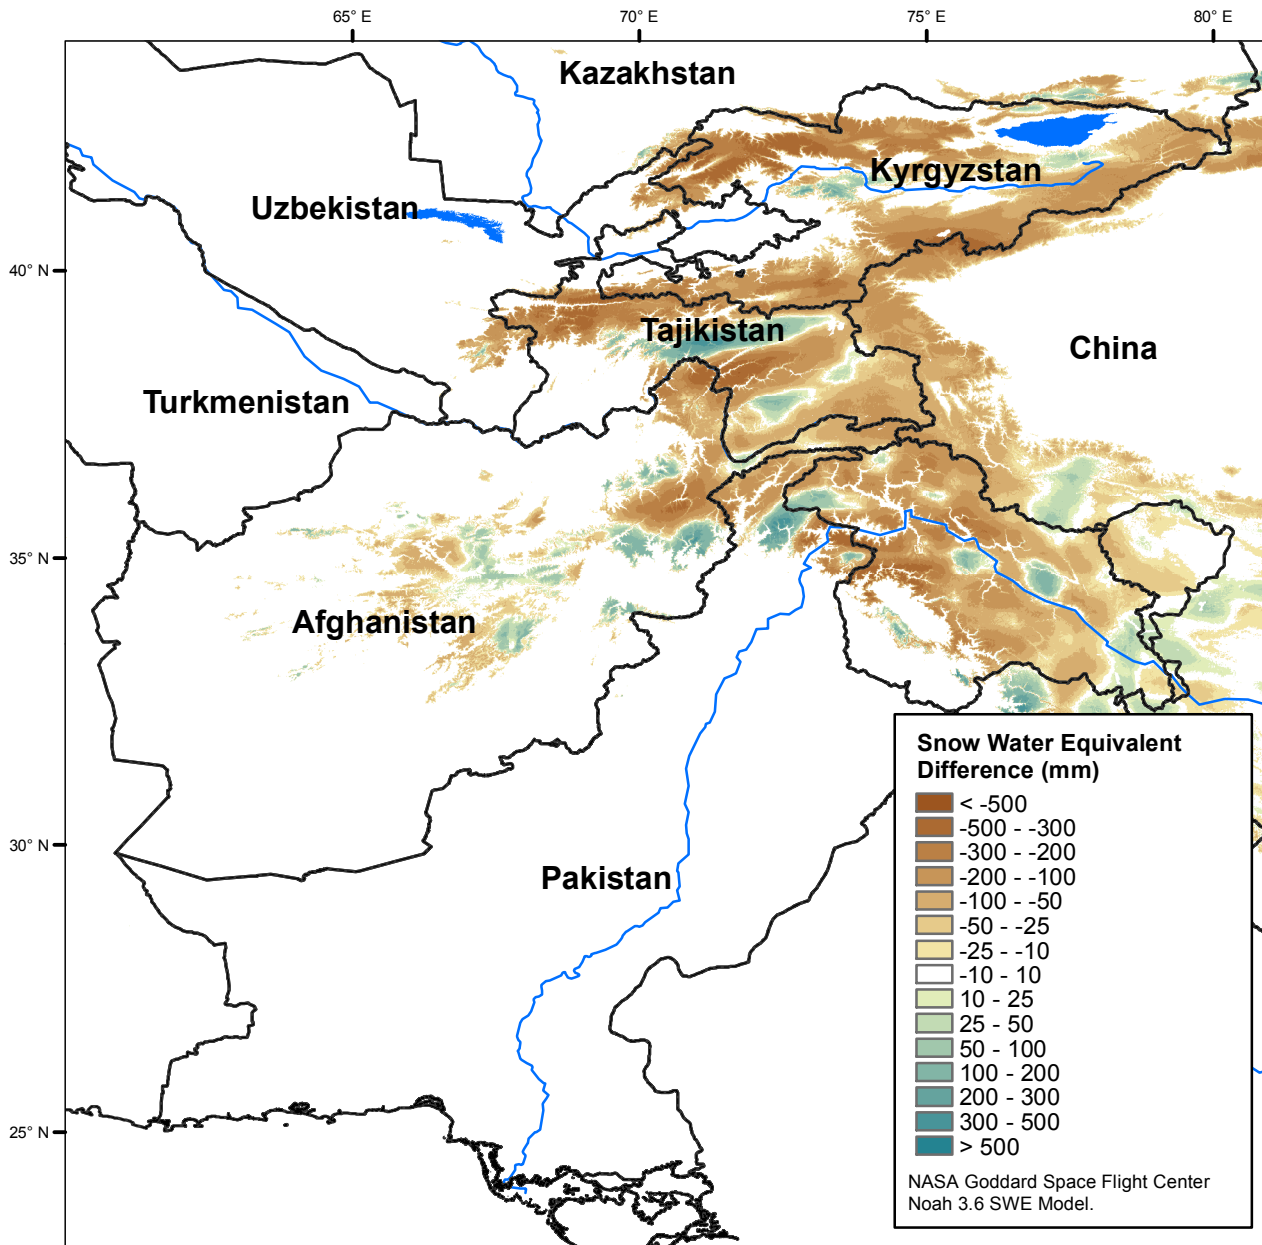 65° E
70° E
75° E
80° E
Kazakhstan
Kyrgyzstan
Uzbekistan
40° N
Tajikistan
China
Turkmenistan
35° N
Afghanistan
Snow Water Equivalent
Difference (mm)
< -500
-500 - -300
-300 - -200
-200 - -100
-100 - -50
-50 - -25
-25 - -10
-10 - 10
10 - 25
25 - 50
50 - 100
100 - 200
200 - 300
300 - 500
> 500
NASA Goddard Space Flight Center
Noah 3.6 SWE Model.
30° N
Pakistan
25° N